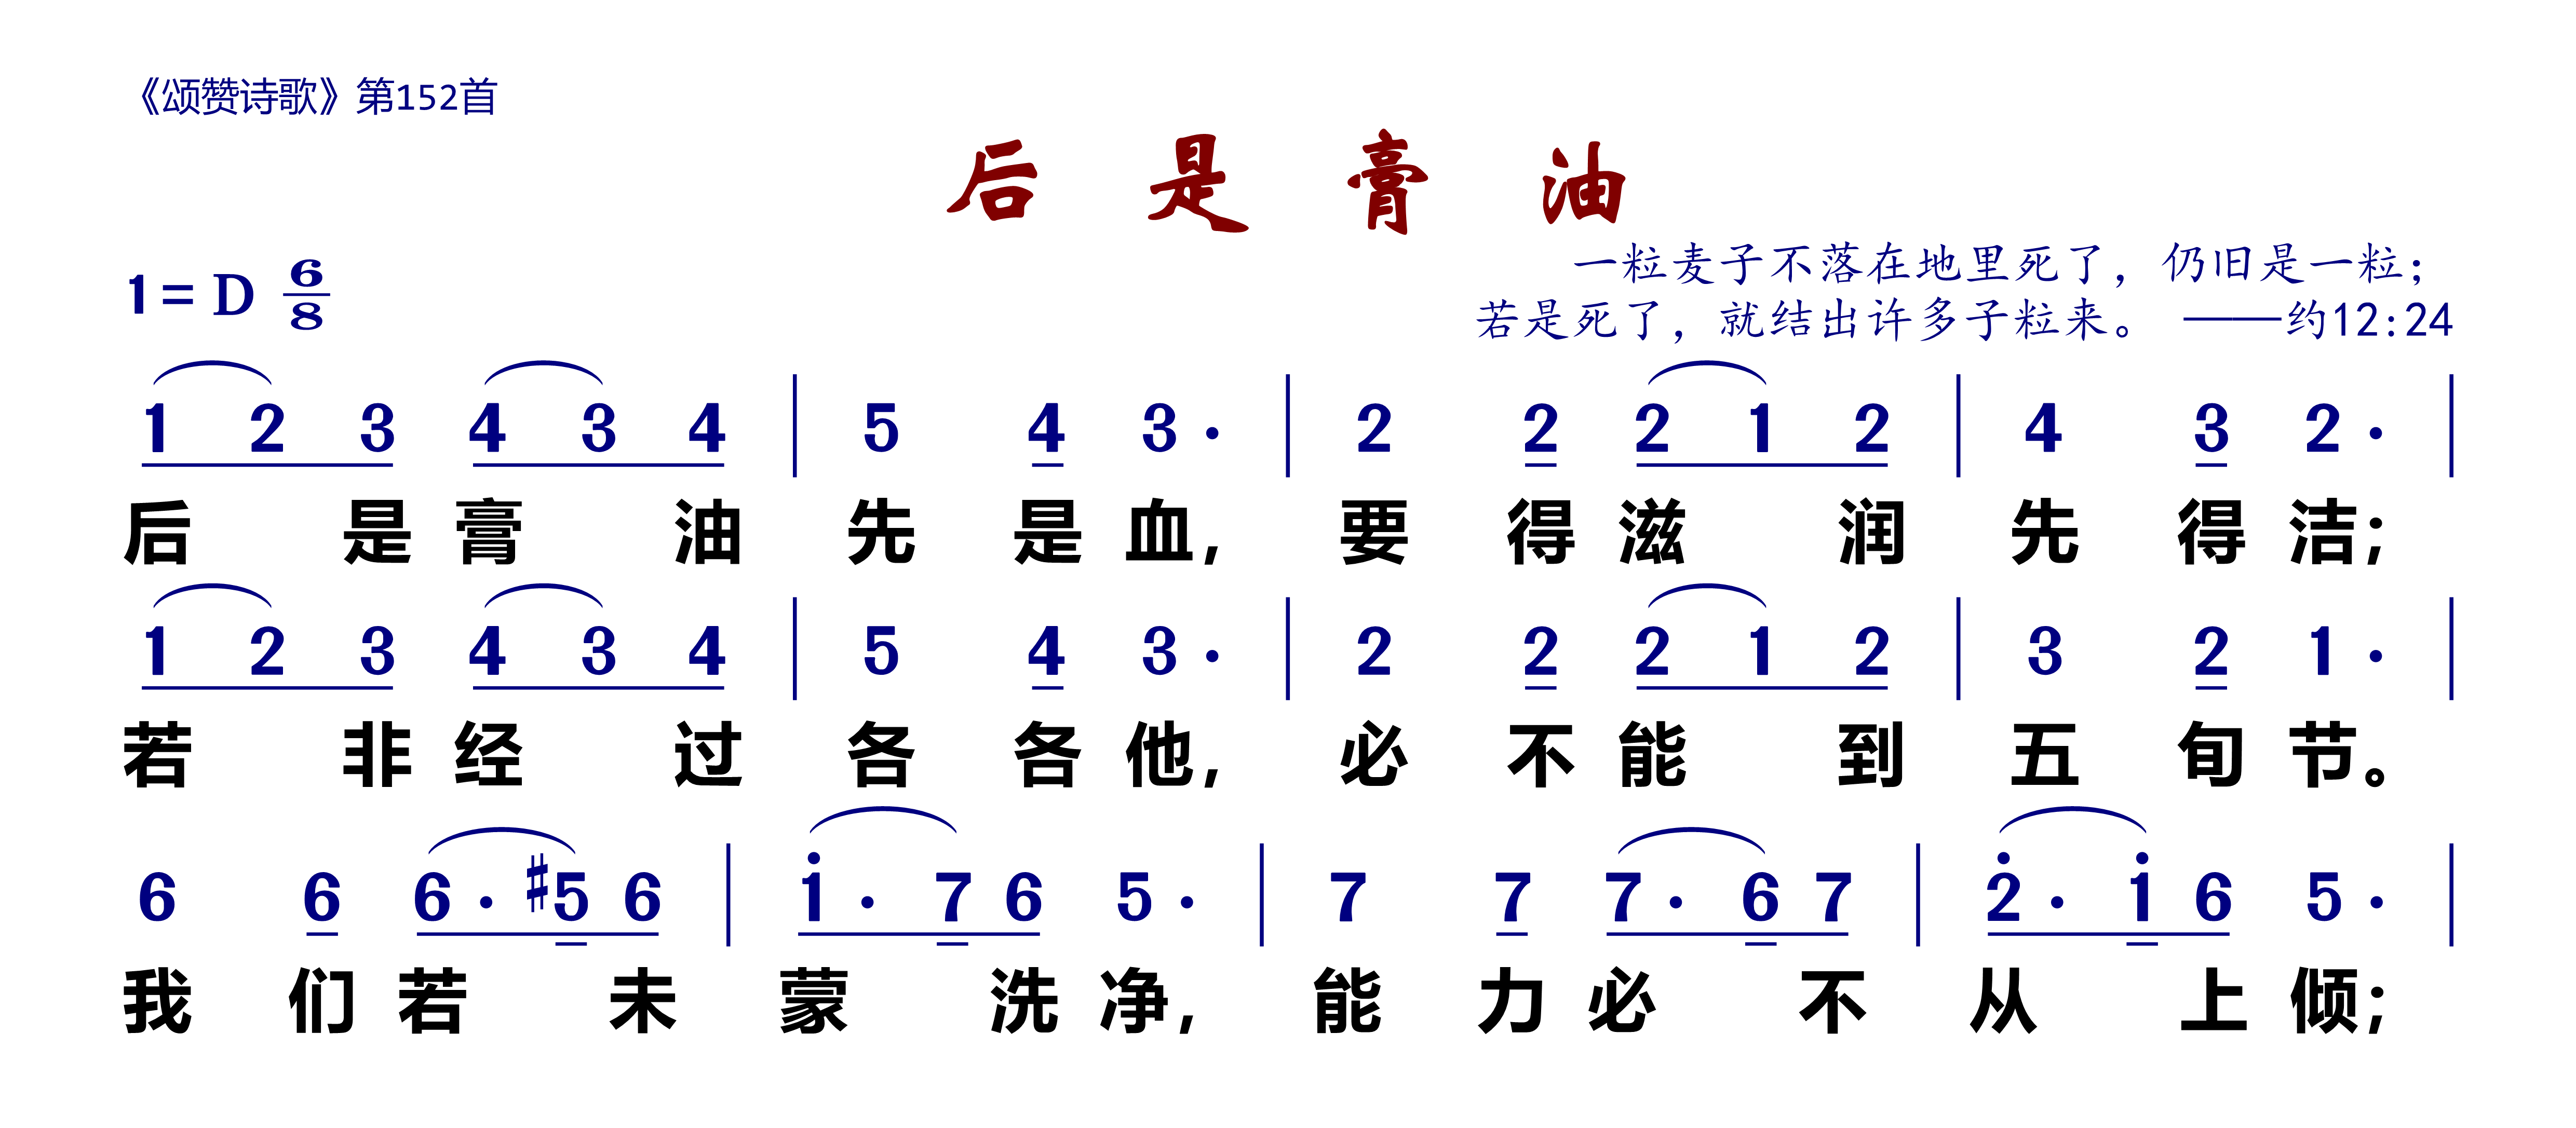 《颂赞诗歌》第152首
后是膏油
1=D 6/8
一粒麦子不落在地里死了，仍旧是一粒；
若是死了，就结出许多子粒来。 ——约12:24
1 2 3 4 3 4 | 5 4 3 · | 2 2 2 1 2 | 4 3 2 · |
后是膏油先是血，要得滋润先得洁；
1 2 3 4 3 4 | 5 4 3 · | 2 2 2 1 2 | 3 2 1 · |
若非经过各各他，必不能到五旬节。
6 6 6 · #5 6 | i · 7 6 5 · | 7 7 7 · 6 7 | 2̇ · i 6 5 · |
我们若未蒙洗净，能力必不从上倾；